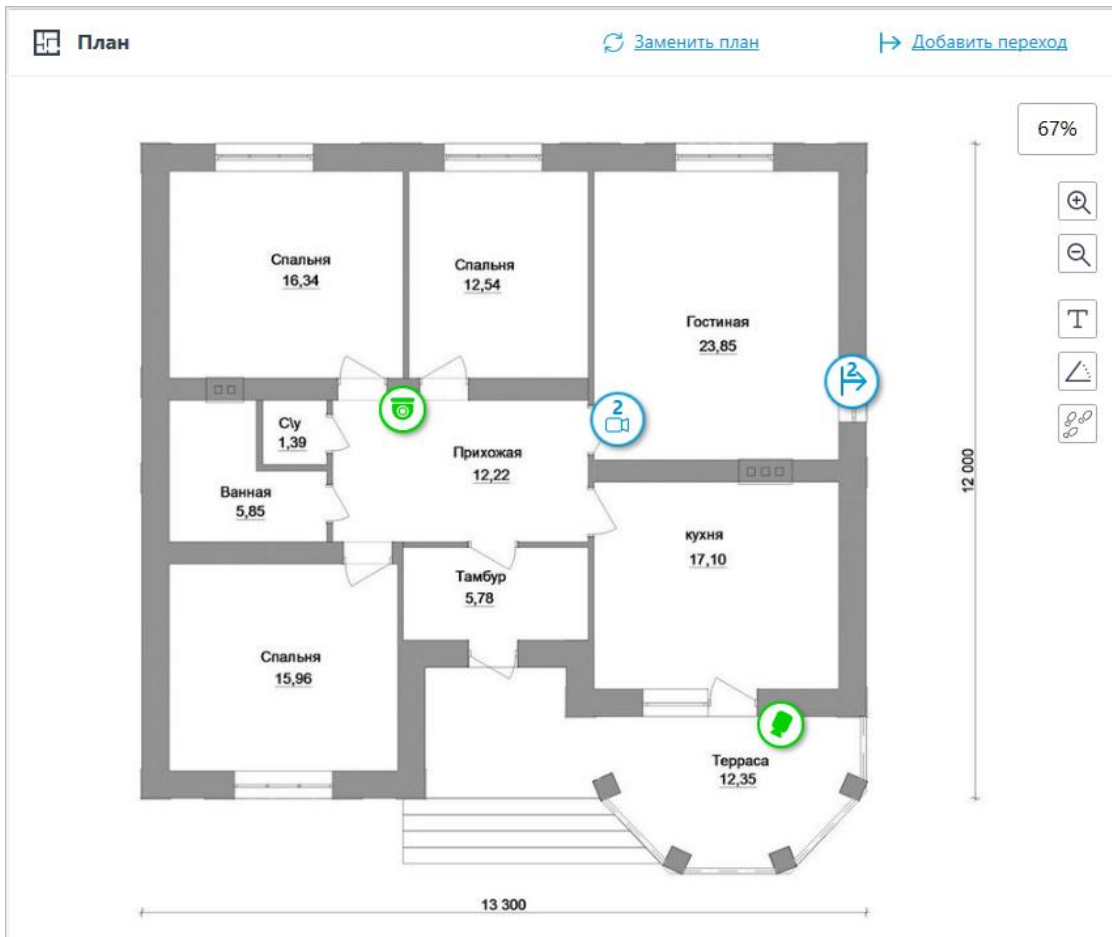 План
Заменить план
Добавить переход
67%
Спальня
16,34
Спальня
12,54
Гостиная
23,85
2
2
С\у
1,39
Прихожая
12,22
Ванная
5,85
кухня
17,10
12 000
Тамбур
5,78
Спальня
15,96
Терраса
12,35
13 300